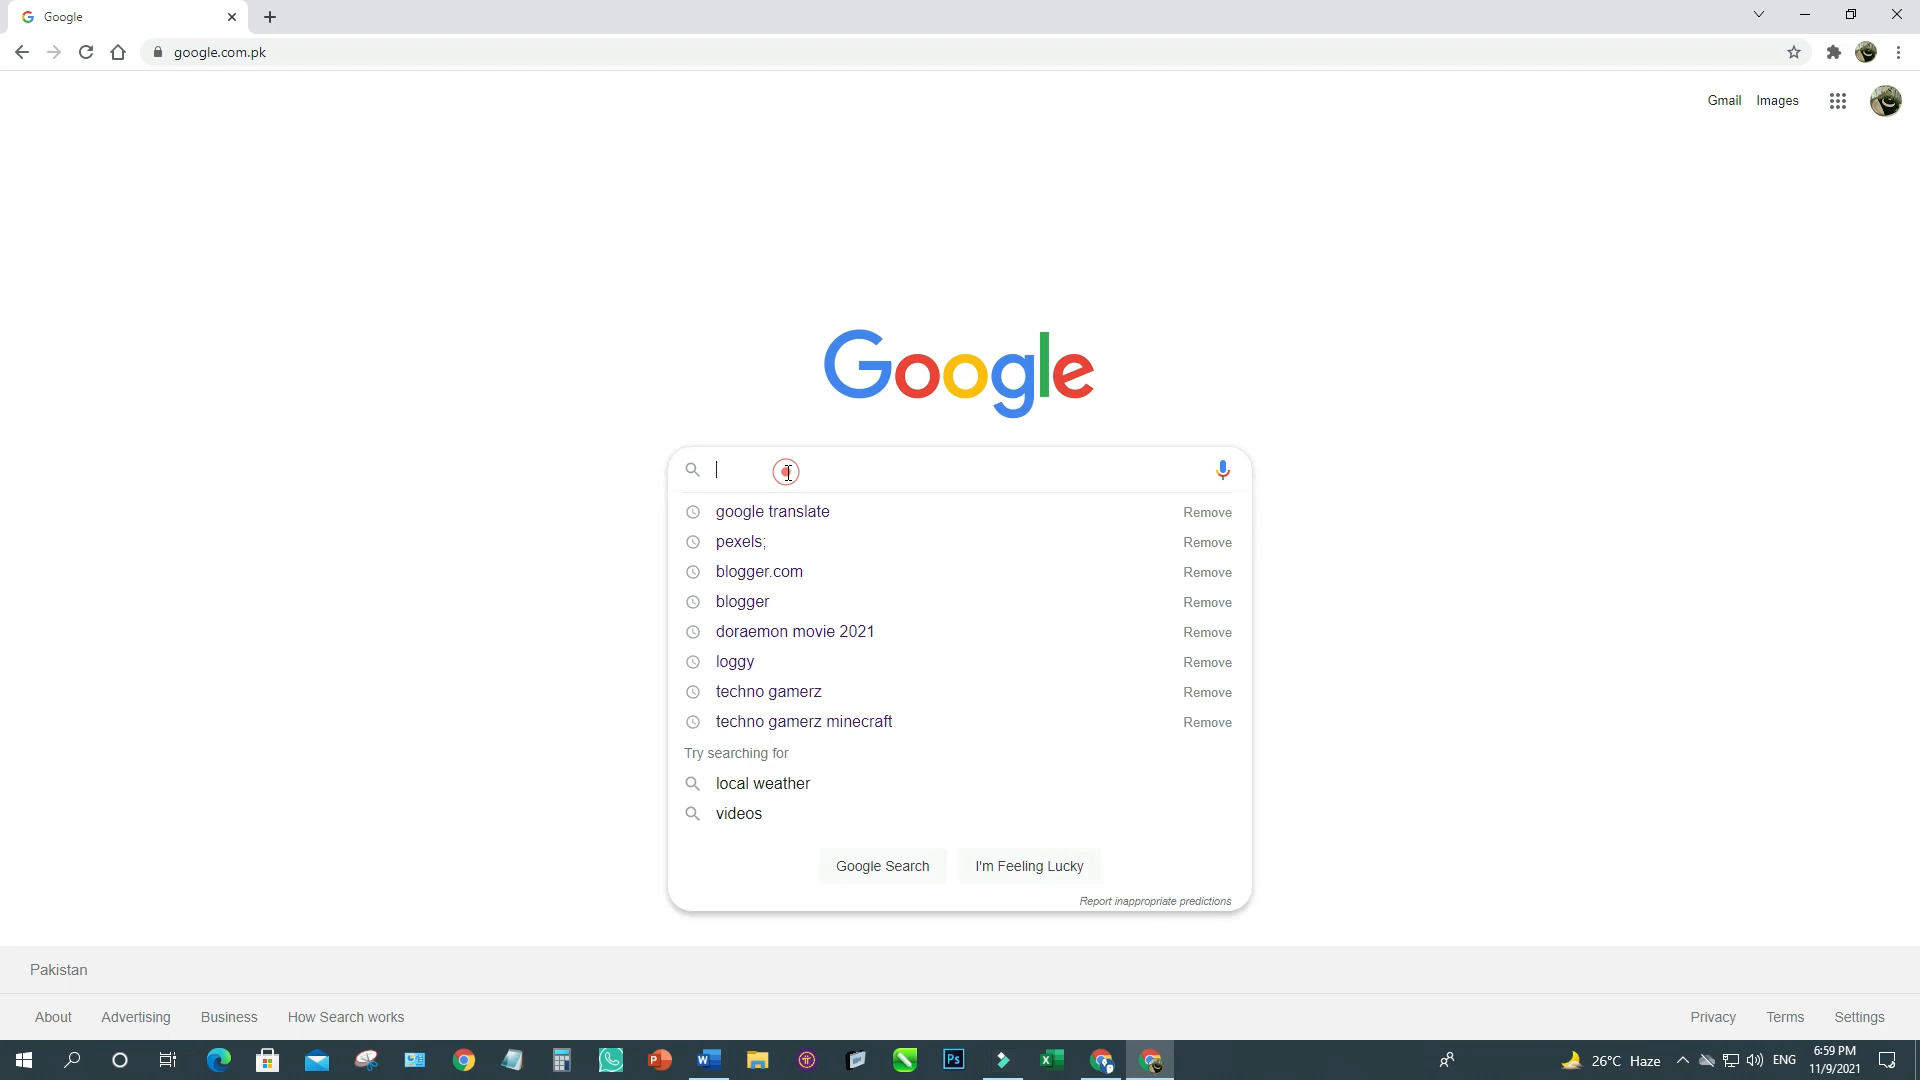 Google
google.com.pk
Gmail Images
Google
google translate Remove
pexels; Remove
blogger.com Remove
blogger Remove
doraemon movie 2021 Remove
loggy Remove
techno gamerz Remove
techno gamerz minecraft Remove
Try searching for
local weather
videos
Google Search I'm Feeling Lucky
Report inappropriate predictions
Pakistan
About Advertising Business How Search works Privacy Terms Settings
26°C Haze ENG 6:59 PM
11/9/2021